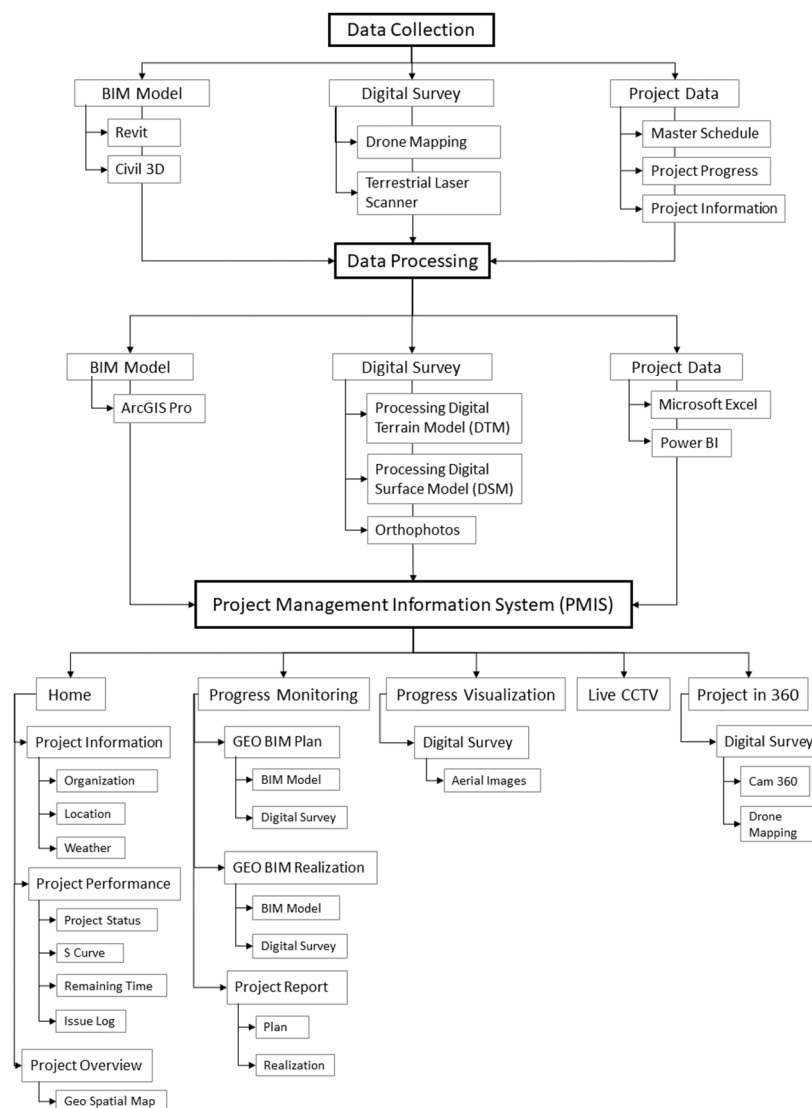 Data Collection
BIM Model
Revit
Civil 3D
Digital Survey
Drone Mapping
Terrestrial Laser
Scanner
Project Data
Master Schedule
Project Progress
Project Information
Data Processing
BIM Model
ArcGIS Pro
Digital Survey
Processing Digital
Terrain Model (DTM)
Processing Digital
Surface Model (DSM)
Orthophotos
Project Data
Microsoft Excel
Power BI
Project Management Information System (PMIS)
Home
Project Information
Organization
Location
Weather
Project Performance
Project Status
S Curve
Remaining Time
Issue Log
Project Overview
Geo Spatial Map
Progress Monitoring
GEO BIM Plan
BIM Model
Digital Survey
GEO BIM Realization
BIM Model
Digital Survey
Project Report
Plan
Realization
Progress Visualization
Digital Survey
Aerial Images
Live CCTV
Project in 360
Digital Survey
Cam 360
Drone
Mapping